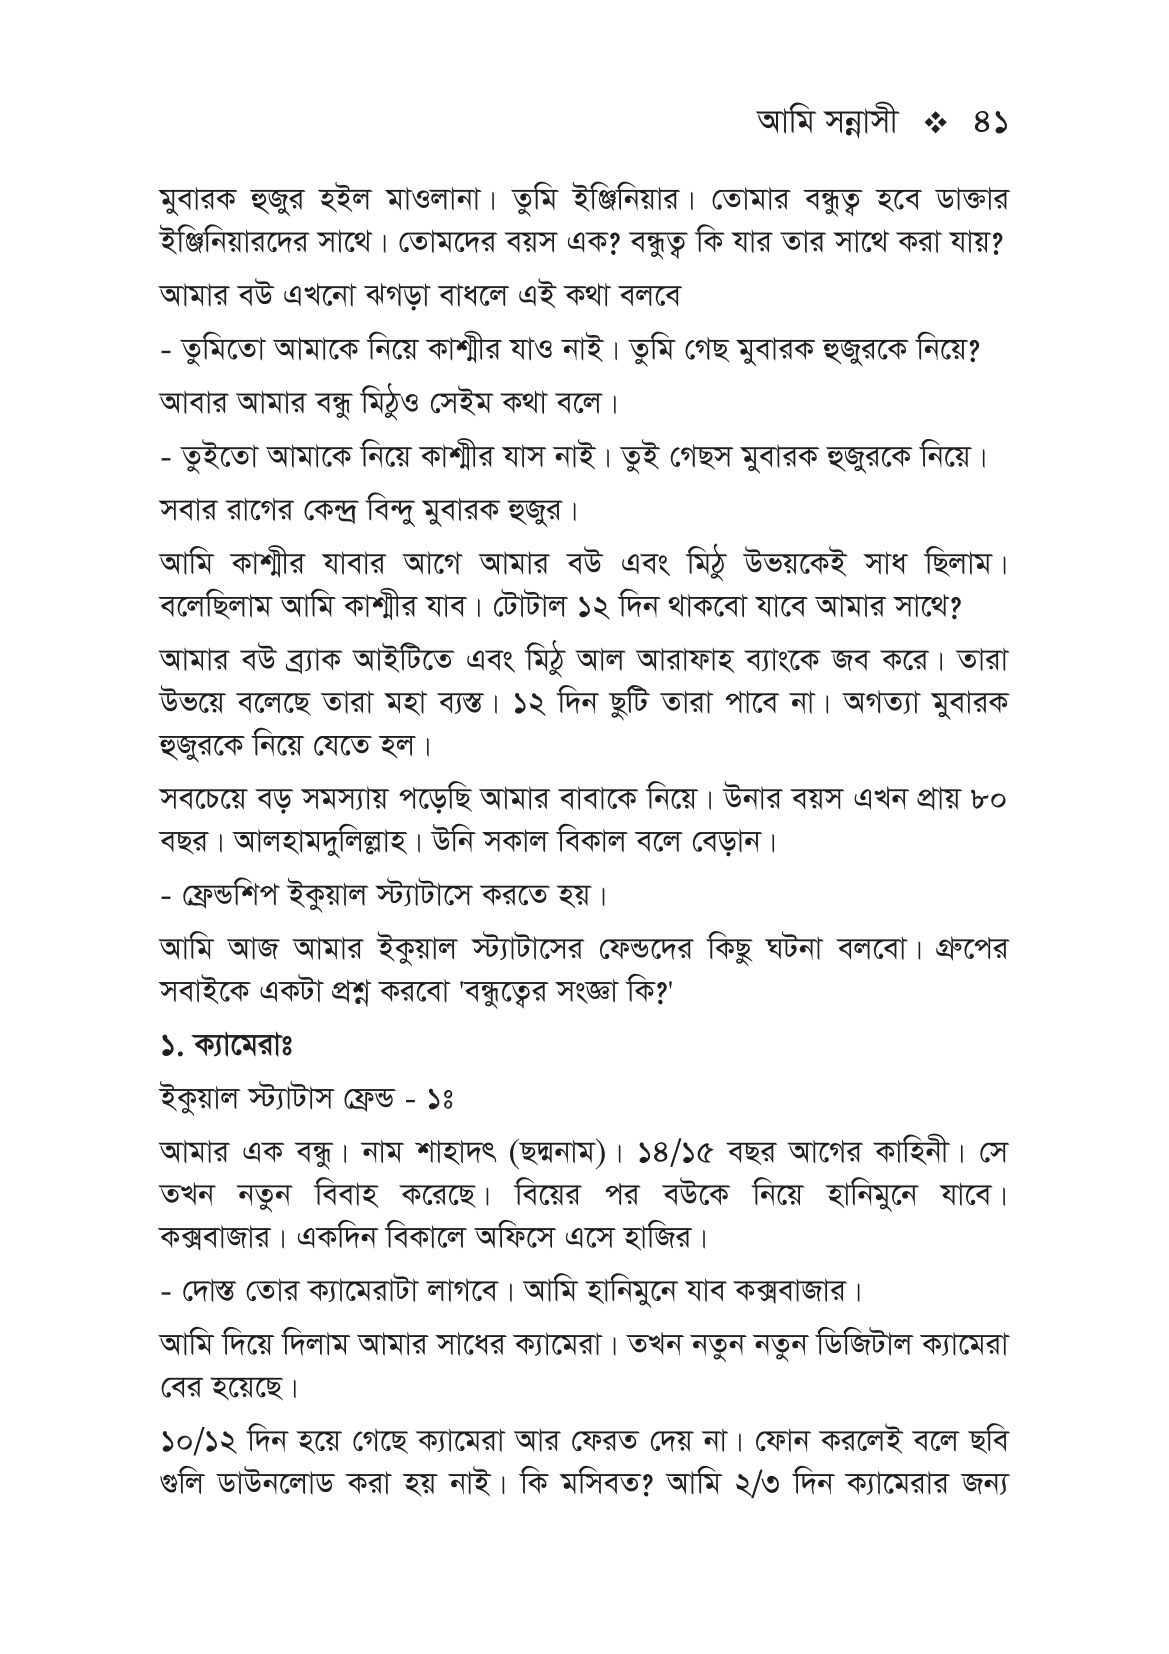 আমি সন্নাসী ❖ ৪১
মুবারক হুজুর হইল মাওলানা। তুমি ইঞ্জিনিয়ার। তোমার বন্ধুত্ব হবে ডাক্তার
ইঞ্জিনিয়ারদের সাথে। তোমদের বয়স এক? বন্ধুত্ব কি যার তার সাথে করা যায়?
আমার বউ এখনো ঝগড়া বাধলে এই কথা বলবে
- তুমিতো আমাকে নিয়ে কাশ্মীর যাও নাই। তুমি গেছ মুবারক হুজুরকে নিয়ে?
আবার আমার বন্ধু মিঠুও সেইম কথা বলে।
- তুইতো আমাকে নিয়ে কাশ্মীর যাস নাই। তুই গেছস মুবারক হুজুরকে নিয়ে।
সবার রাগের কেন্দ্র বিন্দু মুবারক হুজুর।
আমি কাশ্মীর যাবার আগে আমার বউ এবং মিঠু উভয়কেই সাধ ছিলাম।
বলেছিলাম আমি কাশ্মীর যাব। টোটাল ১২ দিন থাকবো যাবে আমার সাথে?
আমার বউ ব্র্যাক আইটিতে এবং মিঠু আল আরাফাহ ব্যাংকে জব করে। তারা
উভয়ে বলেছে তারা মহা ব্যস্ত। ১২ দিন ছুটি তারা পাবে না। অগত্যা মুবারক
হুজুরকে নিয়ে যেতে হল।
সবচেয়ে বড় সমস্যায় পড়েছি আমার বাবাকে নিয়ে। উনার বয়স এখন প্রায় ৮০
বছর। আলহামদুলিল্লাহ। উনি সকাল বিকাল বলে বেড়ান।
- ফ্রেন্ডশিপ ইকুয়াল স্ট্যাটাসে করতে হয়।
আমি আজ আমার ইকুয়াল স্ট্যাটাসের ফেন্ডদের কিছু ঘটনা বলবো। গ্রুপের
সবাইকে একটা প্রশ্ন করবো 'বন্ধুত্বের সংজ্ঞা কি?'
১. ক্যামেরাঃ
ইকুয়াল স্ট্যাটাস ফ্রেন্ড - ১ঃ
আমার এক বন্ধু। নাম শাহাদৎ (ছদ্মনাম)। ১৪/১৫ বছর আগের কাহিনী। সে
তখন নতুন বিবাহ করেছে। বিয়ের পর বউকে নিয়ে হানিমুনে যাবে।
কক্সবাজার। একদিন বিকালে অফিসে এসে হাজির।
- দোস্ত তোর ক্যামেরাটা লাগবে। আমি হানিমুনে যাব কক্সবাজার।
আমি দিয়ে দিলাম আমার সাধের ক্যামেরা। তখন নতুন নতুন ডিজিটাল ক্যামেরা
বের হয়েছে।
১০/১২ দিন হয়ে গেছে ক্যামেরা আর ফেরত দেয় না। ফোন করলেই বলে ছবি
গুলি ডাউনলোড করা হয় নাই। কি মসিবত? আমি ২/৩ দিন ক্যামেরার জন্য